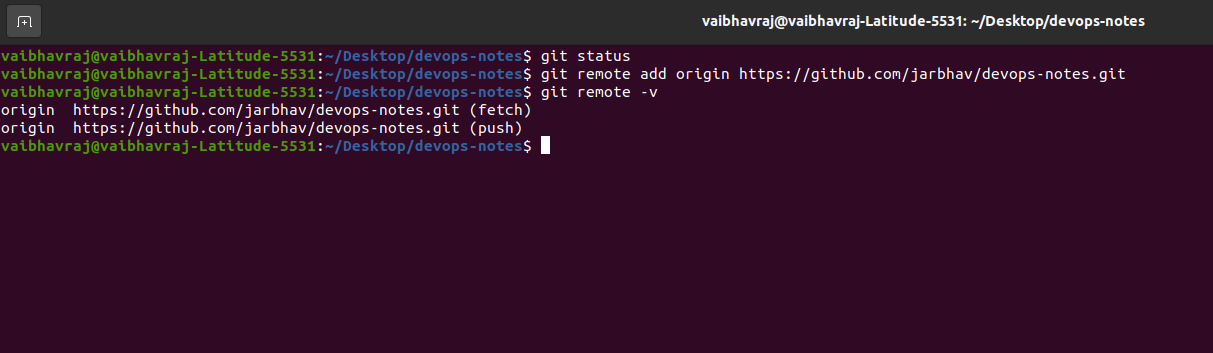 vaibhavraj@vaibhavraj-Latitude-5531: ~/Desktop/devops-notes
vaibhavraj@vaibhavraj-Latitude-5531:~/Desktop/devops-notes$ git status
vaibhavraj@vaibhavraj-Latitude-5531:~/Desktop/devops-notes$ git remote add origin https://github.com/jarbhav/devops-notes.git
vaibhavraj@vaibhavraj-Latitude-5531:~/Desktop/devops-notes$ git remote -v
origin  https://github.com/jarbhav/devops-notes.git (fetch)
origin  https://github.com/jarbhav/devops-notes.git (push)
vaibhavraj@vaibhavraj-Latitude-5531:~/Desktop/devops-notes$